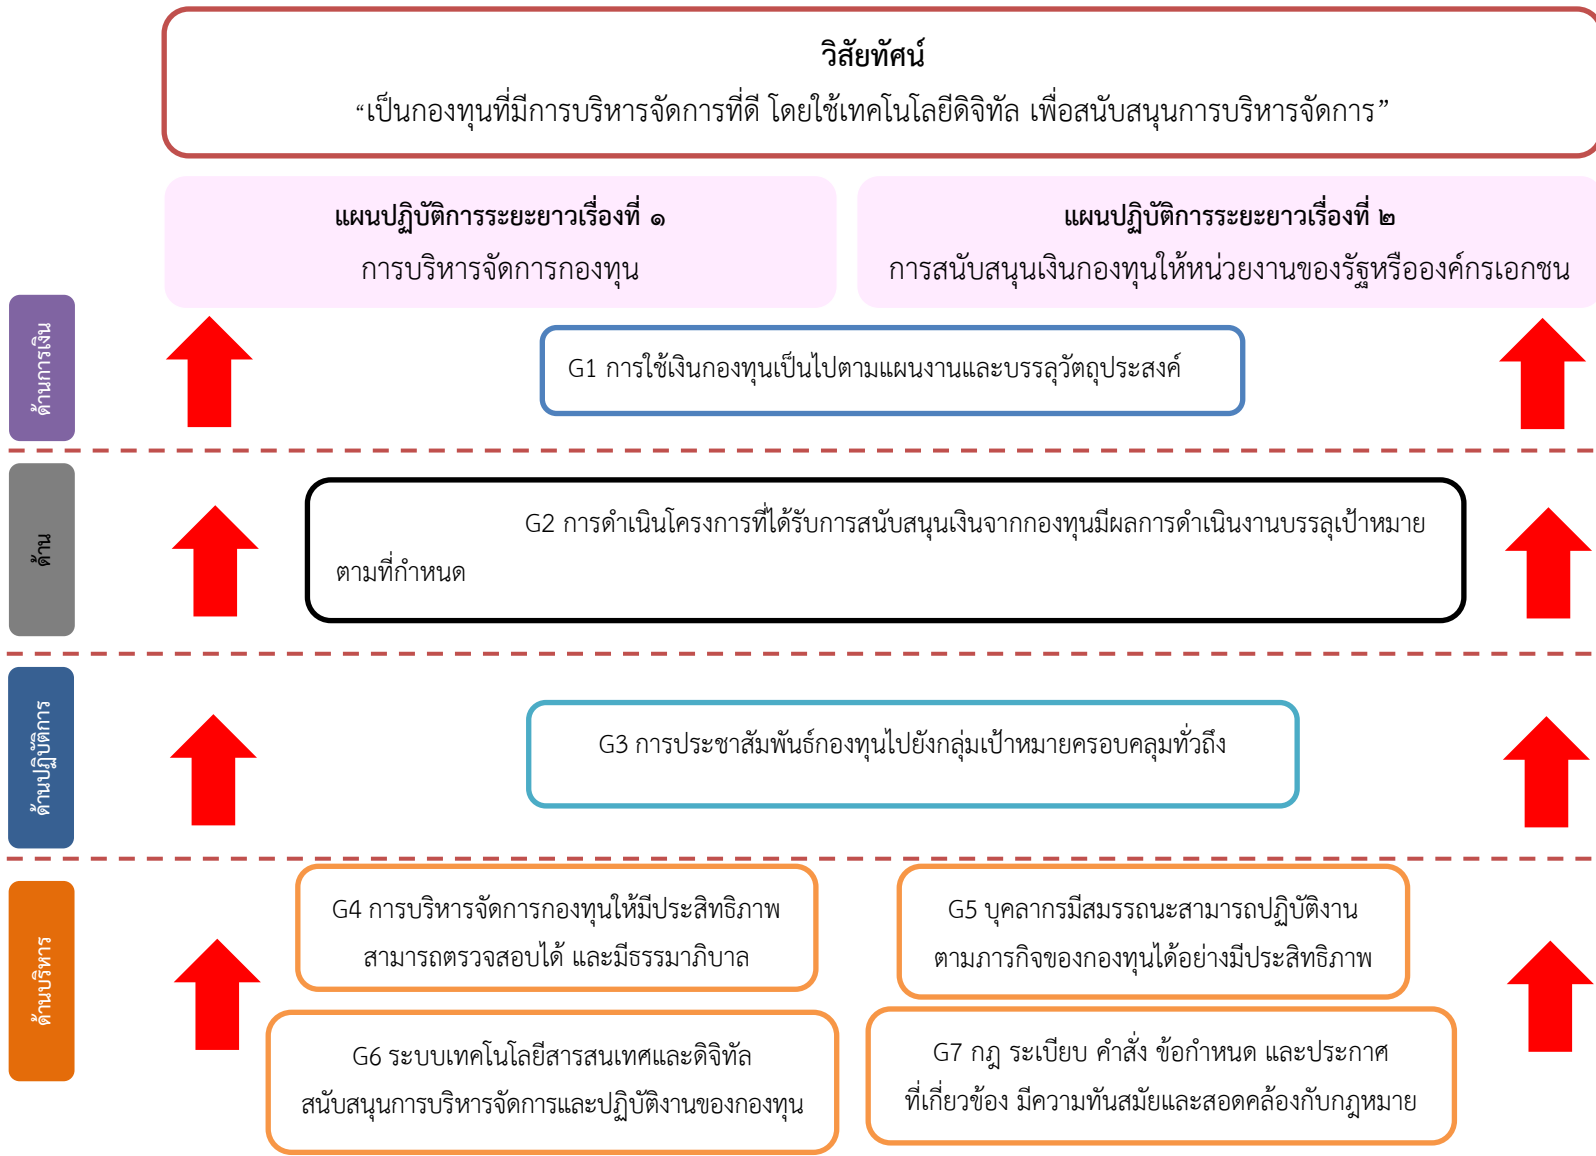 วิสัยทัศน์
“เป็นกองทุนที่มีการบริหารจัดการที่ดี โดยใช้เทคโนโลยีดิจิทัล เพื่อสนับสนุนการบริหารจัดการ”
แผนปฏิบัติการระยะยาวเรื่องที่ ๑
การบริหารจัดการกองทุน
แผนปฏิบัติการระยะยาวเรื่องที่ ๒
การสนับสนุนเงินกองทุนให้หน่วยงานของรัฐหรือองค์กรเอกชน
ด้านการเงิน
G1 การใช้เงินกองทุนเป็นไปตามแผนงานและบรรลุวัตถุประสงค์
ด้าน
G2 การดำเนินโครงการที่ได้รับการสนับสนุนเงินจากกองทุนมีผลการดำเนินงานบรรลุเป้าหมาย
ตามที่กำหนด
ด้านปฏิบัติการ
G3 การประชาสัมพันธ์กองทุนไปยังกลุ่มเป้าหมายครอบคลุมทั่วถึง
ด้านบริหาร
G4 การบริหารจัดการกองทุนให้มีประสิทธิภาพ
สามารถตรวจสอบได้ และมีธรรมาภิบาล
G5 บุคลากรมีสมรรถนะสามารถปฏิบัติงาน
ตามภารกิจของกองทุนได้อย่างมีประสิทธิภาพ
G6 ระบบเทคโนโลยีสารสนเทศและดิจิทัล
สนับสนุนการบริหารจัดการและปฏิบัติงานของกองทุน
G7 กฎ ระเบียบ คำสั่ง ข้อกำหนด และประกาศ
ที่เกี่ยวข้อง มีความทันสมัยและสอดคล้องกับกฎหมาย